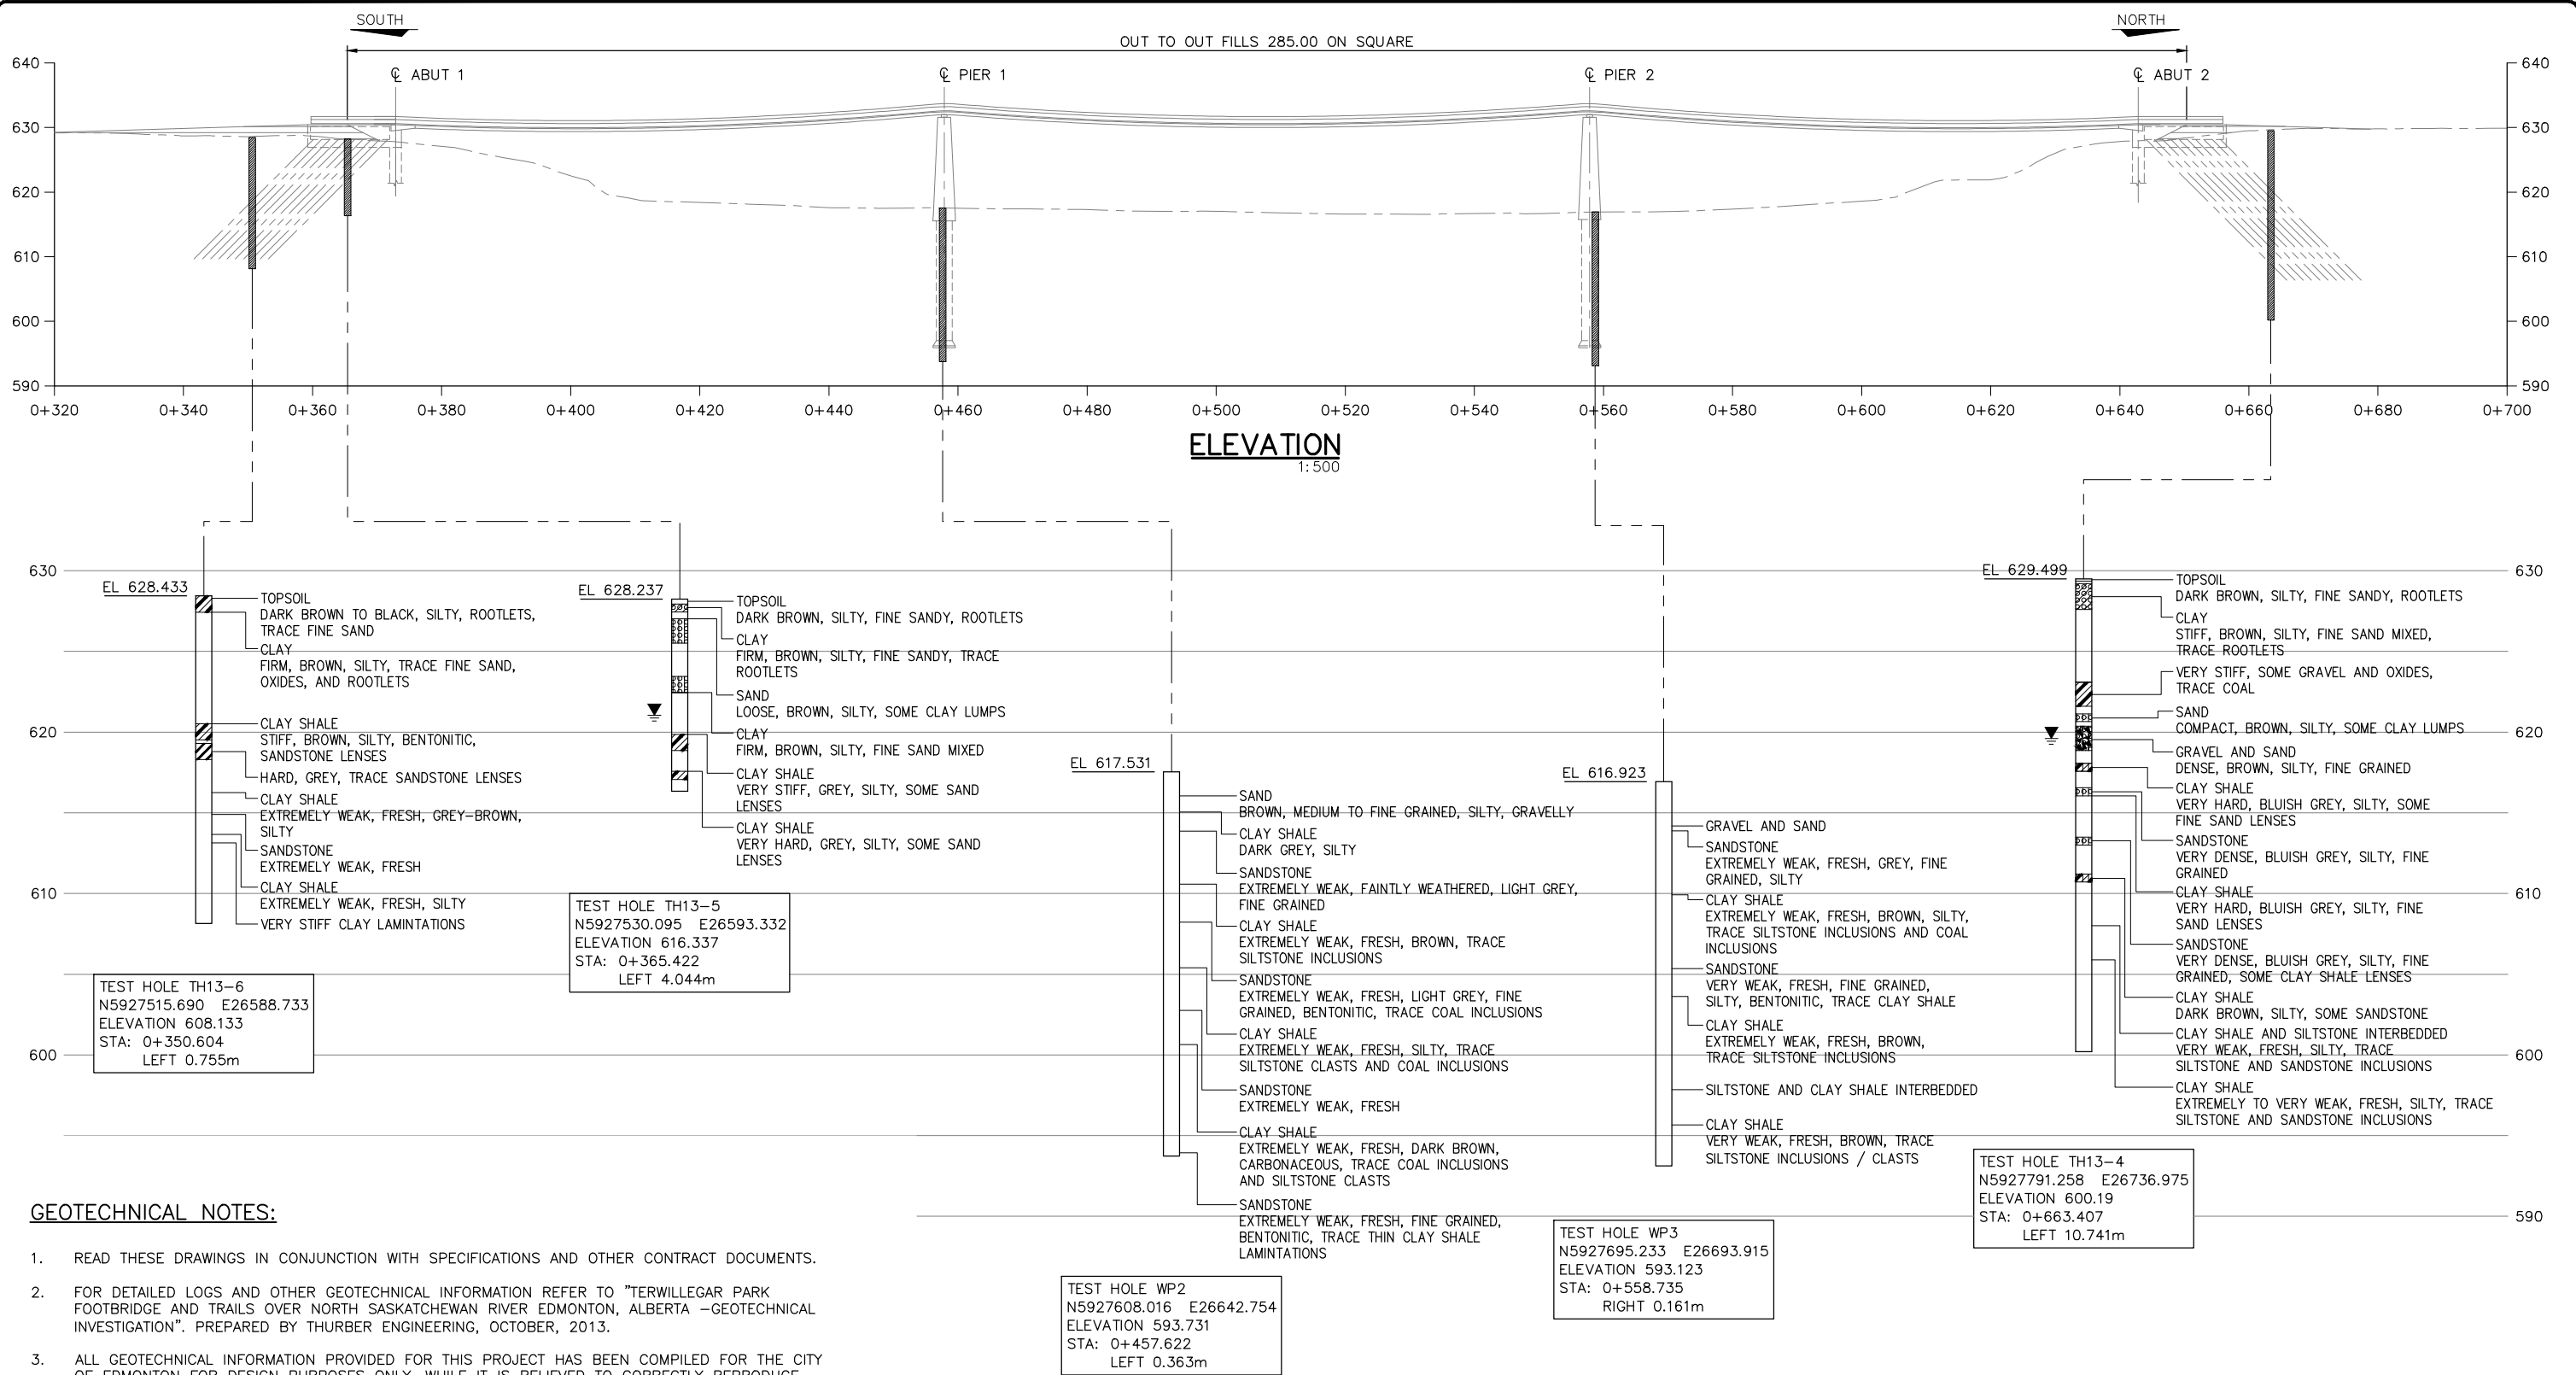 SOUTH
NORTH
OUT TO OUT FILLS 285.00 ON SQUARE
℄ ABUT 1
℄ PIER 1
℄ PIER 2
℄ ABUT 2
640
630
620
610
600
590
640
630
620
610
600
590
0+320
0+340
0+360
0+380
0+400
0+420
0+440
0+460
0+480
0+500
0+520
0+540
0+560
0+580
0+600
0+620
0+640
0+660
0+680
0+700
ELEVATION
1:500
630
620
610
600
630
620
610
600
590
EL 628.433
TOPSOIL
DARK BROWN TO BLACK, SILTY, ROOTLETS,
TRACE FINE SAND
CLAY
FIRM, BROWN, SILTY, TRACE FINE SAND,
OXIDES, AND ROOTLETS
CLAY SHALE
STIFF, BROWN, SILTY, BENTONITIC,
SANDSTONE LENSES
HARD, GREY, TRACE SANDSTONE LENSES
CLAY SHALE
EXTREMELY WEAK, FRESH, GREY-BROWN,
SILTY
SANDSTONE
EXTREMELY WEAK, FRESH
CLAY SHALE
EXTREMELY WEAK, FRESH, SILTY
VERY STIFF CLAY LAMINTATIONS
TEST HOLE TH13-6
N5927515.690 E26588.733
ELEVATION 608.133
STA: 0+350.604
LEFT 0.755m
EL 628.237
TOPSOIL
DARK BROWN, SILTY, FINE SANDY, ROOTLETS
CLAY
FIRM, BROWN, SILTY, FINE SANDY, TRACE
ROOTLETS
SAND
LOOSE, BROWN, SILTY, SOME CLAY LUMPS
CLAY
FIRM, BROWN, SILTY, FINE SAND MIXED
CLAY SHALE
VERY STIFF, GREY, SILTY, SOME SAND
LENSES
CLAY SHALE
VERY HARD, GREY, SILTY, SOME SAND
LENSES
TEST HOLE TH13-5
N5927530.095 E26593.332
ELEVATION 616.337
STA: 0+365.422
LEFT 4.044m
EL 617.531
SAND
BROWN, MEDIUM TO FINE GRAINED, SILTY, GRAVELLY
CLAY SHALE
DARK GREY, SILTY
SANDSTONE
EXTREMELY WEAK, FAINTLY WEATHERED, LIGHT GREY,
FINE GRAINED
CLAY SHALE
EXTREMELY WEAK, FRESH, BROWN, TRACE
SILTSTONE INCLUSIONS
SANDSTONE
EXTREMELY WEAK, FRESH, LIGHT GREY, FINE
GRAINED, BENTONITIC, TRACE COAL INCLUSIONS
CLAY SHALE
EXTREMELY WEAK, FRESH, SILTY, TRACE
SILTSTONE CLASTS AND COAL INCLUSIONS
SANDSTONE
EXTREMELY WEAK, FRESH
CLAY SHALE
EXTREMELY WEAK, FRESH, DARK BROWN,
CARBONACEOUS, TRACE COAL INCLUSIONS
AND SILTSTONE CLASTS
SANDSTONE
EXTREMELY WEAK, FRESH, FINE GRAINED,
BENTONITIC, TRACE THIN CLAY SHALE
LAMINTATIONS
TEST HOLE WP2
N5927608.016 E26642.754
ELEVATION 593.731
STA: 0+457.622
LEFT 0.363m
EL 616.923
GRAVEL AND SAND
SANDSTONE
EXTREMELY WEAK, FRESH, GREY, FINE
GRAINED, SILTY
CLAY SHALE
EXTREMELY WEAK, FRESH, BROWN, SILTY,
TRACE SILTSTONE INCLUSIONS AND COAL
INCLUSIONS
SANDSTONE
VERY WEAK, FRESH, FINE GRAINED,
SILTY, BENTONITIC, TRACE CLAY SHALE
CLAY SHALE
EXTREMELY WEAK, FRESH, BROWN,
TRACE SILTSTONE INCLUSIONS
SILTSTONE AND CLAY SHALE INTERBEDDED
CLAY SHALE
VERY WEAK, FRESH, BROWN, TRACE
SILTSTONE INCLUSIONS / CLASTS
TEST HOLE WP3
N5927695.233 E26693.915
ELEVATION 593.123
STA: 0+558.735
RIGHT 0.161m
EL 629.499
TOPSOIL
DARK BROWN, SILTY, FINE SANDY, ROOTLETS
CLAY
STIFF, BROWN, SILTY, FINE SAND MIXED,
TRACE ROOTLETS
VERY STIFF, SOME GRAVEL AND OXIDES,
TRACE COAL
SAND
COMPACT, BROWN, SILTY, SOME CLAY LUMPS
GRAVEL AND SAND
DENSE, BROWN, SILTY, FINE GRAINED
CLAY SHALE
VERY HARD, BLUISH GREY, SILTY, SOME
FINE SAND LENSES
SANDSTONE
VERY DENSE, BLUISH GREY, SILTY, FINE
GRAINED
CLAY SHALE
VERY HARD, BLUISH GREY, SILTY, FINE
SAND LENSES
SANDSTONE
VERY DENSE, BLUISH GREY, SILTY, FINE
GRAINED, SOME CLAY SHALE LENSES
CLAY SHALE
DARK BROWN, SILTY, SOME SANDSTONE
CLAY SHALE AND SILTSTONE INTERBEDDED
VERY WEAK, FRESH, SILTY, TRACE
SILTSTONE AND SANDSTONE INCLUSIONS
CLAY SHALE
EXTREMELY TO VERY WEAK, FRESH, SILTY, TRACE
SILTSTONE AND SANDSTONE INCLUSIONS
TEST HOLE TH13-4
N5927791.258 E26736.975
ELEVATION 600.19
STA: 0+663.407
LEFT 10.741m
GEOTECHNICAL NOTES:
1. READ THESE DRAWINGS IN CONJUNCTION WITH SPECIFICATIONS AND OTHER CONTRACT DOCUMENTS.
2. FOR DETAILED LOGS AND OTHER GEOTECHNICAL INFORMATION REFER TO "TERWILLEGAR PARK
FOOTBRIDGE AND TRAILS OVER NORTH SASKATCHEWAN RIVER EDMONTON, ALBERTA -GEOTECHNICAL
INVESTIGATION". PREPARED BY THURBER ENGINEERING, OCTOBER, 2013.
3. ALL GEOTECHNICAL INFORMATION PROVIDED FOR THIS PROJECT HAS BEEN COMPILED FOR THE CITY
OF EDMONTON FOR DESIGN PURPOSES ONLY. WHILE IT IS BELIEVED TO CORRECTLY REPRODUCE